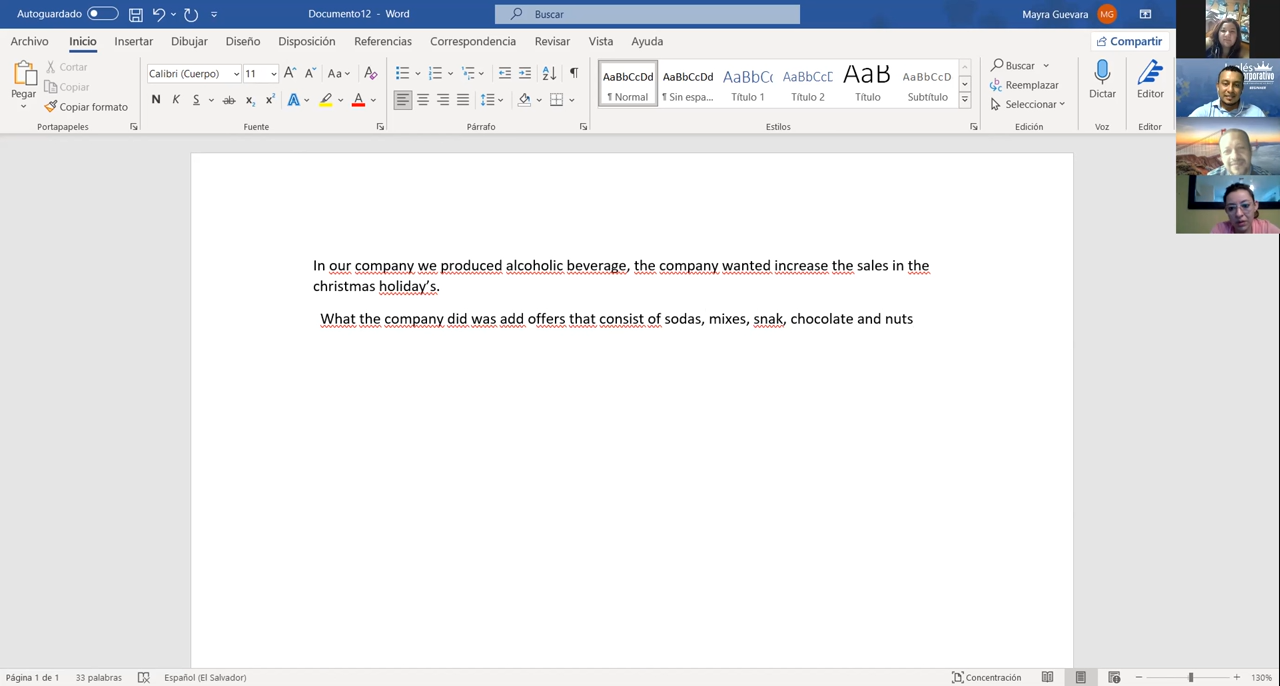 Autoguardado Documento12 - Word Buscar Mayra Guevara MG
Archivo Inicio Insertar Dibujar Diseño Disposición Referencias Correspondencia Revisar Vista Ayuda Compartir
Pegar Cortar Copiar Copiar formato
Calibri (Cuerpo) 11 Aa
N K S ab x₂ x² A A
AaBbCcDd AaBbCcDd AaBbC AaBbCcD AaB AaBbCcD
¶ Normal ¶ Sin espa... Título 1 Título 2 Título Subtítulo
Buscar
Reemplazar
Seleccionar
Dictar Editor
Portapapeles Fuente Párrafo Estilos Edición Voz Editor
In our company we produced alcoholic beverage, the company wanted increase the sales in the
christmas holiday’s.
What the company did was add offers that consist of sodas, mixes, snak, chocolate and nuts
Página 1 de 1 33 palabras Español (El Salvador) Concentración 130%